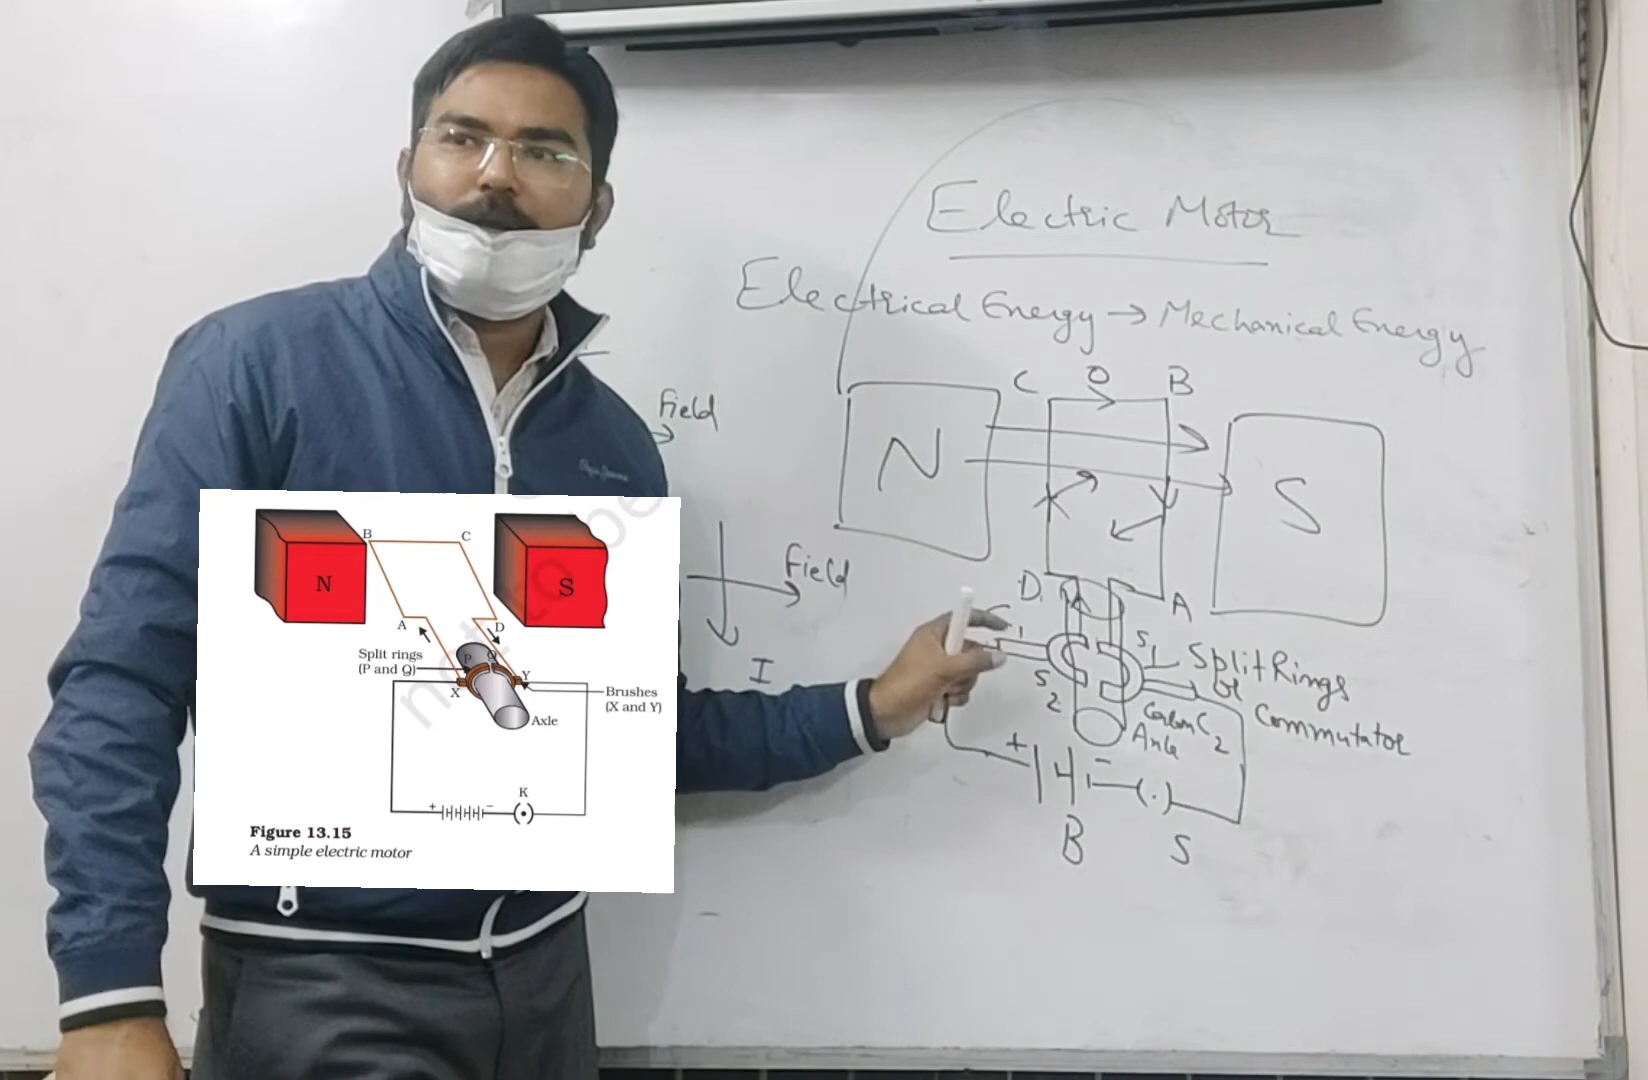 Electric Motor
Electrical Energy → Mechanical Energy
Field
C O B
N
S
Field
I
D
A
C1
S1
S2
Split Rings
or
Commutator
Carbon C2
Axle
+
-
B
S
N
S
B
C
A
D
Split rings
(P and Q)
P
Q
X
Y
Brushes
(X and Y)
Axle
K
+
-
Figure 13.15
A simple electric motor